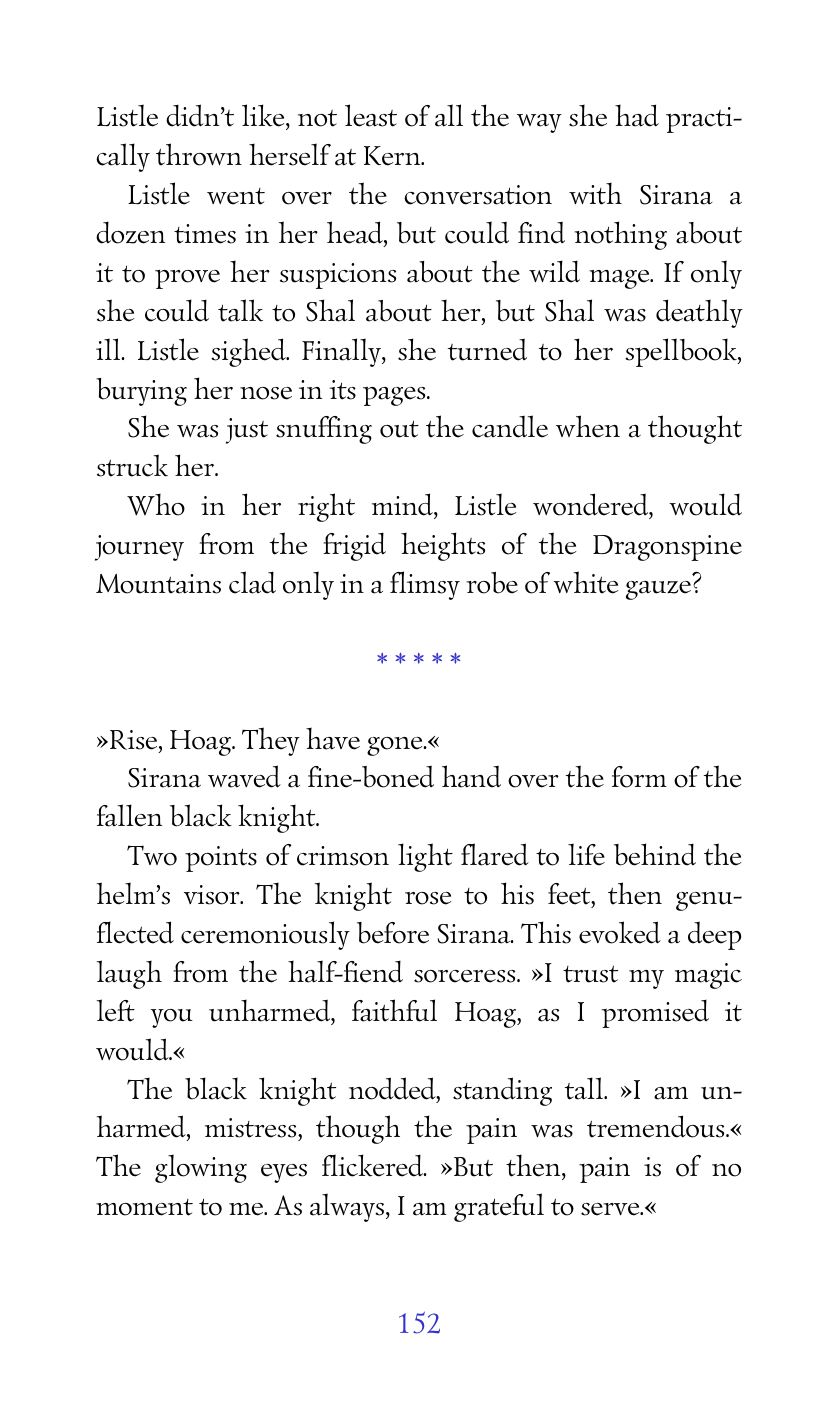 Listle didn’t like, not least of all the way she had practi-
cally thrown herself at Kern.
Listle went over the conversation with Sirana a
dozen times in her head, but could find nothing about
it to prove her suspicions about the wild mage. If only
she could talk to Shal about her, but Shal was deathly
ill. Listle sighed. Finally, she turned to her spellbook,
burying her nose in its pages.
She was just snuffing out the candle when a thought
struck her.
Who in her right mind, Listle wondered, would
journey from the frigid heights of the Dragonspine
Mountains clad only in a flimsy robe of white gauze?
* * * * *
»Rise, Hoag. They have gone.«
Sirana waved a fine-boned hand over the form of the
fallen black knight.
Two points of crimson light flared to life behind the
helm’s visor. The knight rose to his feet, then genu-
flected ceremoniously before Sirana. This evoked a deep
laugh from the half-fiend sorceress. »I trust my magic
left you unharmed, faithful Hoag, as I promised it
would.«
The black knight nodded, standing tall. »I am un-
harmed, mistress, though the pain was tremendous.«
The glowing eyes flickered. »But then, pain is of no
moment to me. As always, I am grateful to serve.«
152